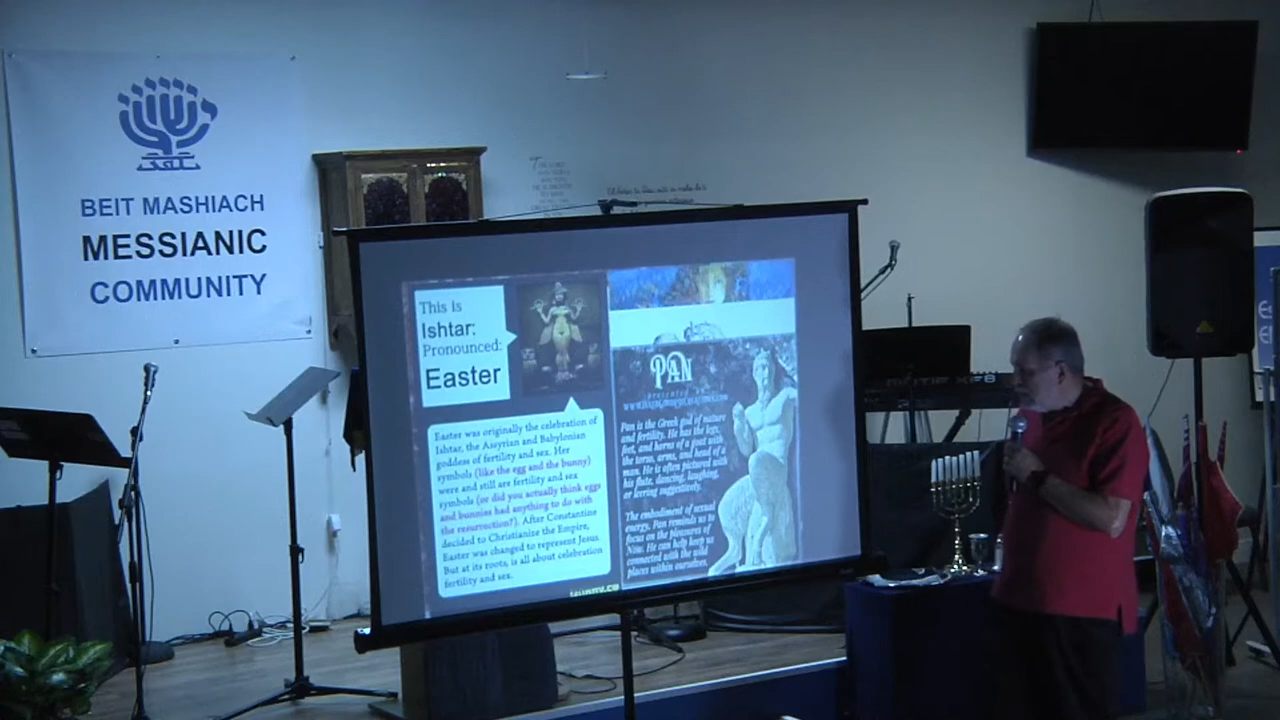 BEIT MASHIACH
MESSIANIC
COMMUNITY
This is
Ishtar:
Pronounced:
Easter
Easter was originally the celebration of
Ishtar, the Assyrian and Babylonian
goddess of fertility and sex. Her
symbols (like the egg and the bunny)
were and still are fertility and sex
symbols (or did you actually think eggs
and bunnies had anything to do with
the resurrection?). After Constantine
decided to Christianize the Empire,
Easter was changed to represent Jesus
But at its roots, is all about celebration
fertility and sex.
PAN
Pan is the Greek god of nature
and fertility. He has the legs,
feet, and horns of a goat with
the torso, arms, and head of a
man. He is often pictured with
his flute, dancing, laughing,
or leering suggestively.
The embodiment of sexual
energy, Pan reminds us to
focus on the pleasures of
Now. He can help keep us
connected with the wild
places within ourselves.